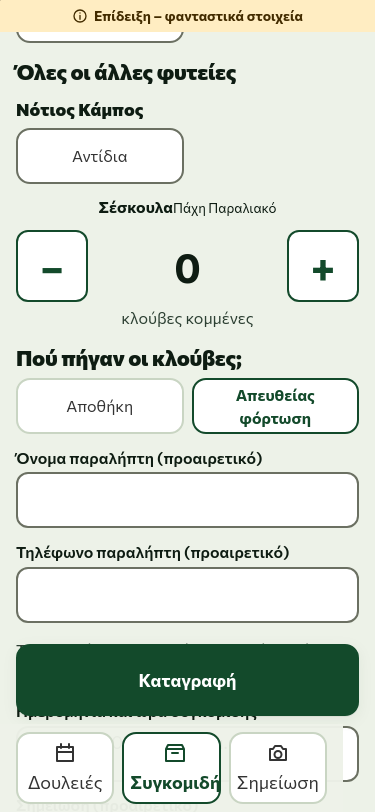 Επίδειξη – φανταστικά στοιχεία
Όλες οι άλλες φυτείες
Νότιος Κάμπος
Αντίδια
Σέσκουλα Πάχη Παραλιακό
−
0
+
κλούβες κομμένες
Πού πήγαν οι κλούβες;
Αποθήκη
Απευθείας
φόρτωση
Όνομα παραλήπτη (προαιρετικό)
Τηλέφωνο παραλήπτη (προαιρετικό)
Καταγραφή
Δουλειές
Συγκομιδή
Σημείωση